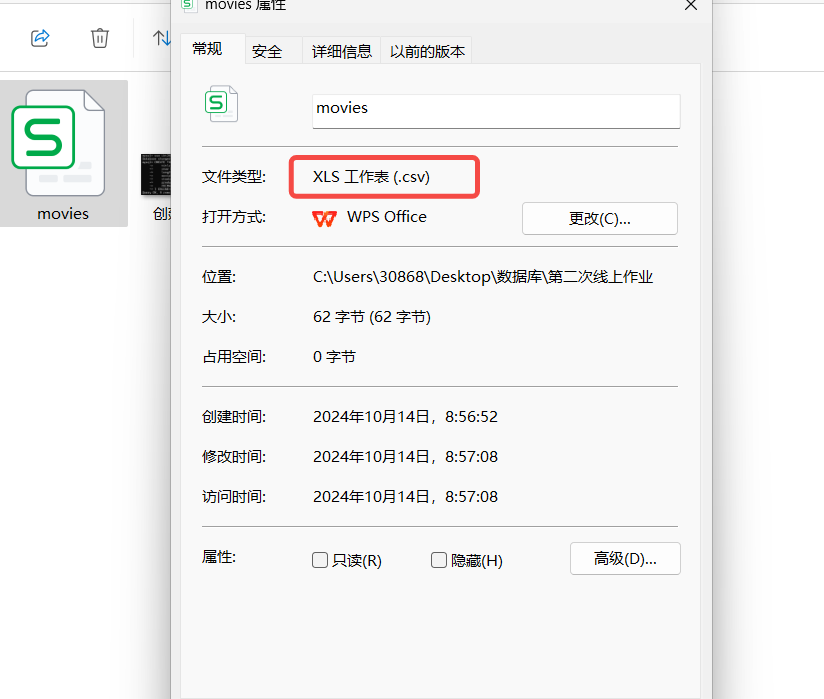 movies 属性
常规
安全
详细信息
以前的版本
movies
文件类型:
XLS 工作表 (.csv)
打开方式:
WPS Office
更改(C)...
位置:
C:\Users\30868\Desktop\数据库\第二次线上作业
大小:
62 字节 (62 字节)
占用空间:
0 字节
创建时间:
2024年10月14日，8:56:52
修改时间:
2024年10月14日，8:57:08
访问时间:
2024年10月14日，8:57:08
属性:
只读(R)
隐藏(H)
高级(D)...
movies
创建